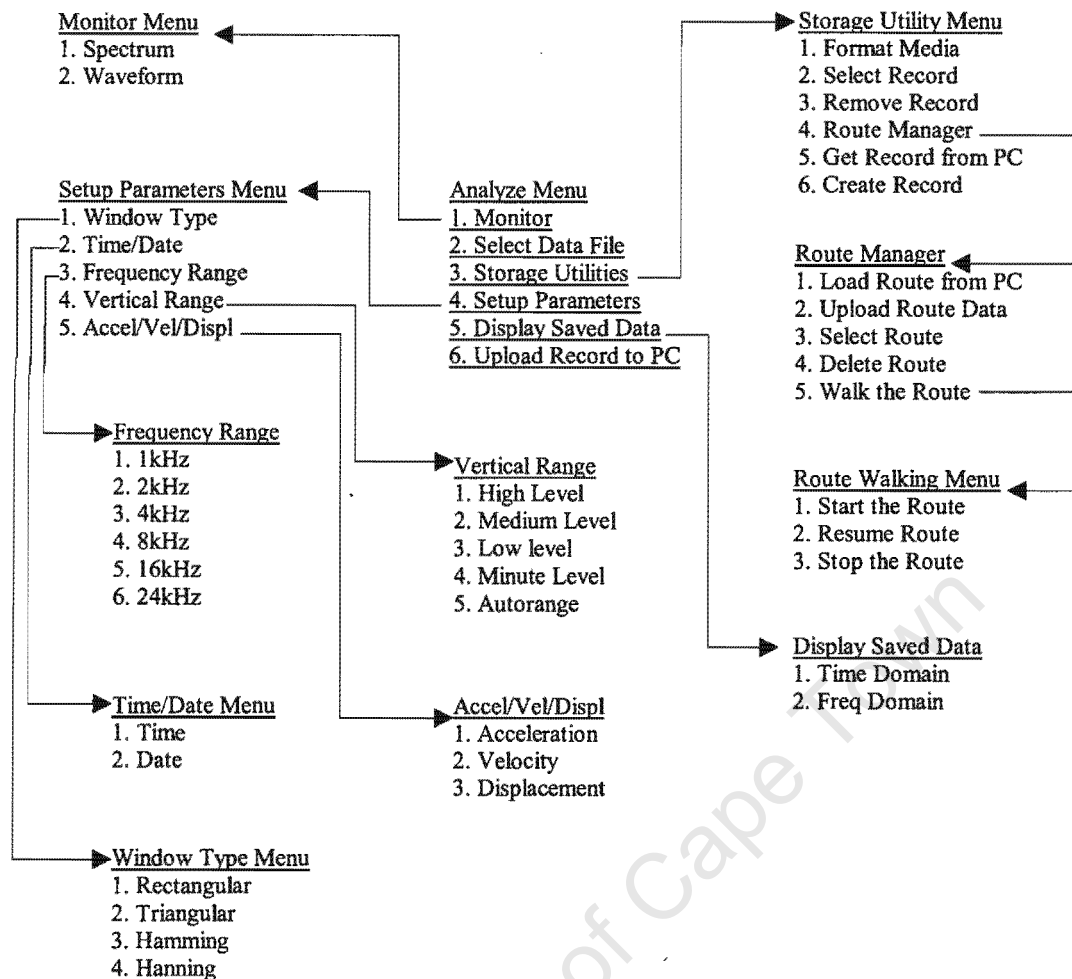 Monitor Menu
1. Spectrum
2. Waveform
Storage Utility Menu
1. Format Media
2. Select Record
3. Remove Record
4. Route Manager
5. Get Record from PC
6. Create Record
Setup Parameters Menu
1. Window Type
2. Time/Date
3. Frequency Range
4. Vertical Range
5. Accel/Vel/Displ
Analyze Menu
1. Monitor
2. Select Data File
3. Storage Utilities
4. Setup Parameters
5. Display Saved Data
6. Upload Record to PC
Route Manager
1. Load Route from PC
2. Upload Route Data
3. Select Route
4. Delete Route
5. Walk the Route
Frequency Range
1. 1kHz
2. 2kHz
3. 4kHz
4. 8kHz
5. 16kHz
6. 24kHz
Vertical Range
1. High Level
2. Medium Level
3. Low level
4. Minute Level
5. Autorange
Route Walking Menu
1. Start the Route
2. Resume Route
3. Stop the Route
Display Saved Data
1. Time Domain
2. Freq Domain
Time/Date Menu
1. Time
2. Date
Accel/Vel/Displ
1. Acceleration
2. Velocity
3. Displacement
Window Type Menu
1. Rectangular
2. Triangular
3. Hamming
4. Hanning
of Cape Town